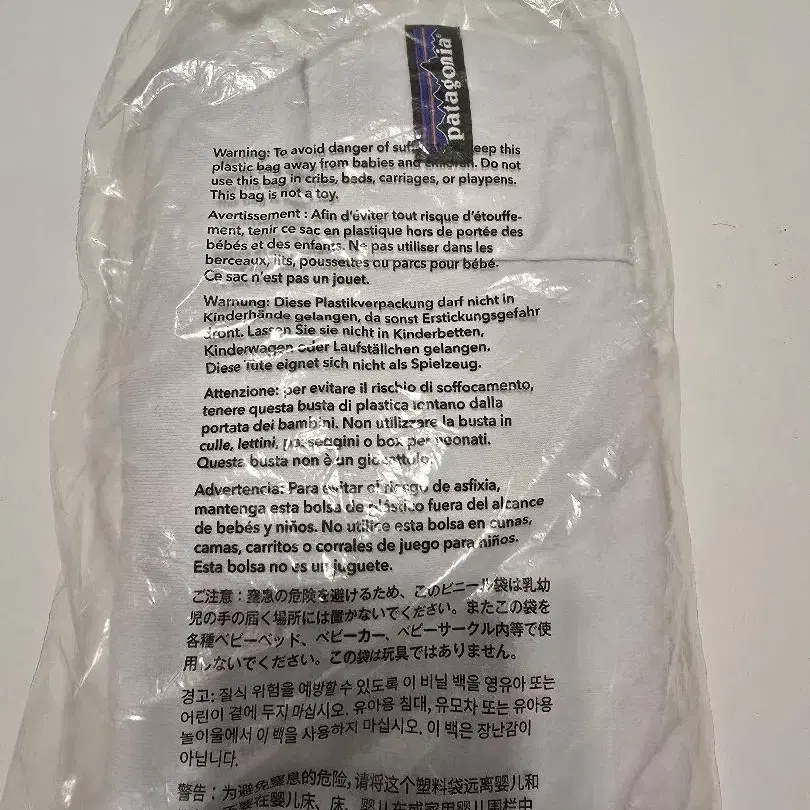 patagonia®
Warning: To avoid danger of keep this
plastic bag away from babies and children. Do not
use this bag in cribs, beds, carriages, or playpens.
This bag is not a toy.
Avertissement : Afin d'éviter tout risque d'étouffe-
ment, tenir ce sac en plastique hors de portée des
bébés et des enfants. Ne pas utiliser dans les
berceaux, lits, poussettes ou parcs pour bébé.
Ce sac n'est pas un jouet.
Warnung: Diese Plastikverpackung darf nicht in
Kinderhände gelangen, da sonst Erstickungsgefahr
droht. Lassen Sie sie nicht in Kinderbetten,
Kinderwagen oder Laufställchen gelangen.
Diese Tüte eignet sich nicht als Spielzeug.
Attenzione: per evitare il rischio di soffocamento,
tenere questa busta di plastica lontano dalla
portata dei bambini. Non utilizzare la busta in
culle, lettini, passeggini o box per neonati.
Questa busta non è un giocattolo.
Advertencia: Para evitar el riesgo de asfixia,
mantenga esta bolsa de plástico fuera del alcance
de bebés y niños. No utilice esta bolsa en cunas,
camas, carritos o corrales de juego para niños.
Esta bolsa no es un juguete.
ご注意：窒息の危険を避けるため、このビニール袋は乳幼
児の手の届く場所には置かないでください。またこの袋を
各種ベビーベッド、ベビーカー、ベビーサークル内等で使
用しないでください。この袋は玩具ではありません。
경고: 질식 위험을 예방할 수 있도록 이 비닐 백을 영유아 또는
어린이 곁에 두지 마십시오. 유아용 침대, 유모차 또는 유아용
놀이울에서 이 백을 사용하지 마십시오. 이 백은 장난감이
아닙니다.
警告：为避免窒息的危险，请将这个塑料袋远离婴儿和
不要在婴儿床、床、婴儿车或家用婴儿围栏中